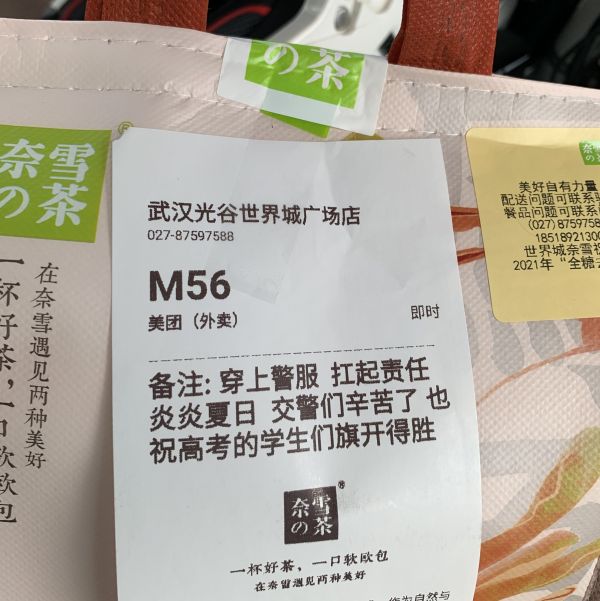 の茶
奈雪
の茶
在奈雪遇见两种美好
一杯好茶，一口软欧包
武汉光谷世界城广场店
027-87597588
M56
美团（外卖）
即时
备注: 穿上警服 扛起责任
炎炎夏日 交警们辛苦了 也
祝高考的学生们旗开得胜
奈雪
の茶
一杯好茶，一口软欧包
在奈雪遇见两种美好
美好自有力量
配送问题可联系
餐品问题可联系
(027)8759758
1851892130
世界城奈雪祝
2021年 “全糖